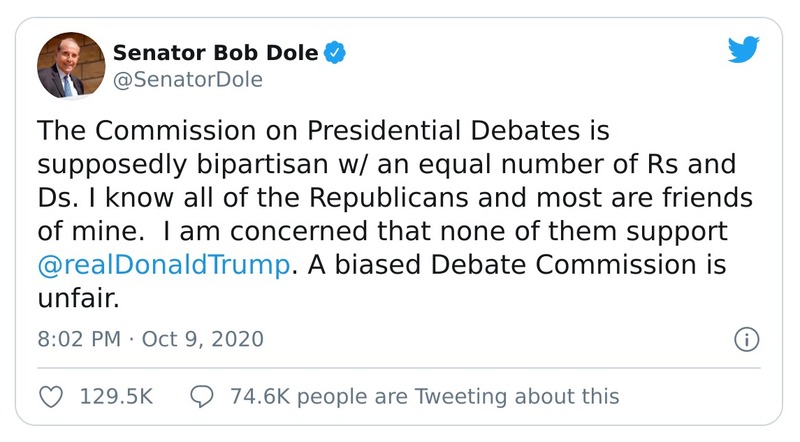 Senator Bob Dole
@SenatorDole
The Commission on Presidential Debates is
supposedly bipartisan w/ an equal number of Rs and
Ds. I know all of the Republicans and most are friends
of mine.  I am concerned that none of them support
@realDonaldTrump. A biased Debate Commission is
unfair.
8:02 PM · Oct 9, 2020
129.5K 74.6K people are Tweeting about this